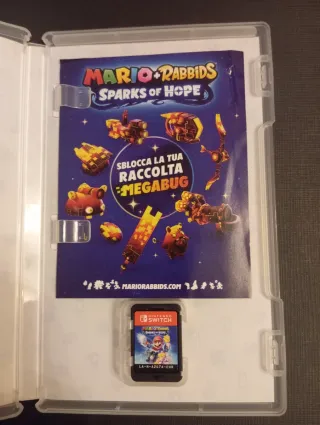 MARIO + RABBIDS
SPARKS OF HOPE
SBLOCCA LA TUA
RACCOLTA
MEGABUG
MARIORABBIDS.COM
NINTENDO
SWITCH